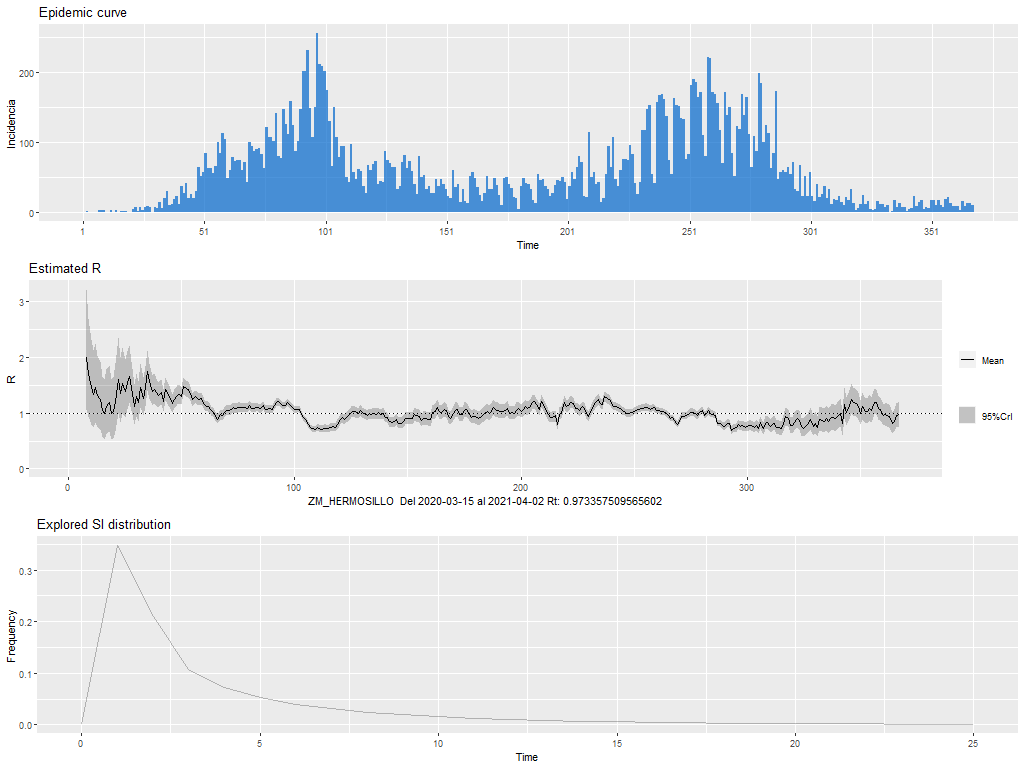 Epidemic curve
200
100
0
Incidencia
1 51 101 151 201 251 301 351
Time
Estimated R
3
2
1
0
R
Mean
95%CrI
0 100 200 300
ZM_HERMOSILLO Del 2020-03-15 al 2021-04-02 Rt: 0.973357509565602
Explored SI distribution
0.3
0.2
0.1
0.0
Frequency
0 5 10 15 20 25
Time